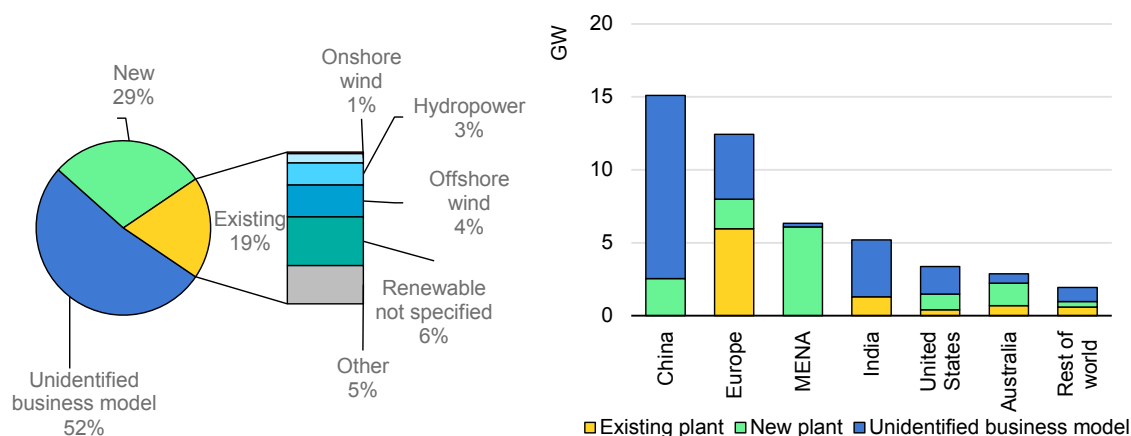 New
29%
Onshore
wind
1%
Hydropower
3%
Offshore
wind
4%
Existing
19%
Renewable
not specified
6%
Other
5%
Unidentified
business model
52%
GW
20
15
10
5
0
China
Europe
MENA
India
United
States
Australia
Rest of
world
Existing plant
New plant
Unidentified business model